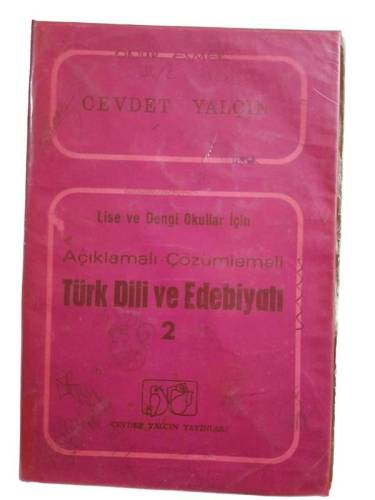 CEVDET YALÇIN
Lise ve Dengi Okullar İçin
Açıklamalı-Çözümlemeli
Türk Dili ve Edebiyatı
2
CEVDET YALÇIN YAYINLARI